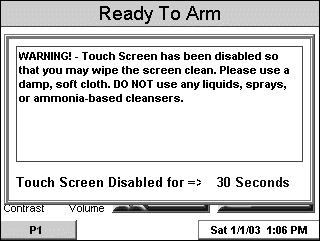 Ready To Arm
WARNING! - Touch Screen has been disabled so
that you may wipe the screen clean. Please use a
damp, soft cloth. DO NOT use any liquids, sprays,
or ammonia-based cleansers.
Touch Screen Disabled for => 30 Seconds
Contrast Volume
P1 Sat 1/1/03 1:06 PM